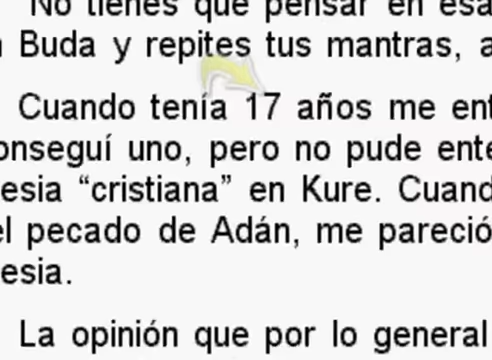 No tienes que pensar en esa
Buda y repites tus mantras, a
Cuando tenía 17 años me ent
onseguí uno, pero no pude ente
esia “cristiana” en Kure. Cuand
el pecado de Adán, me pareció
esia.
La opinión que por lo general